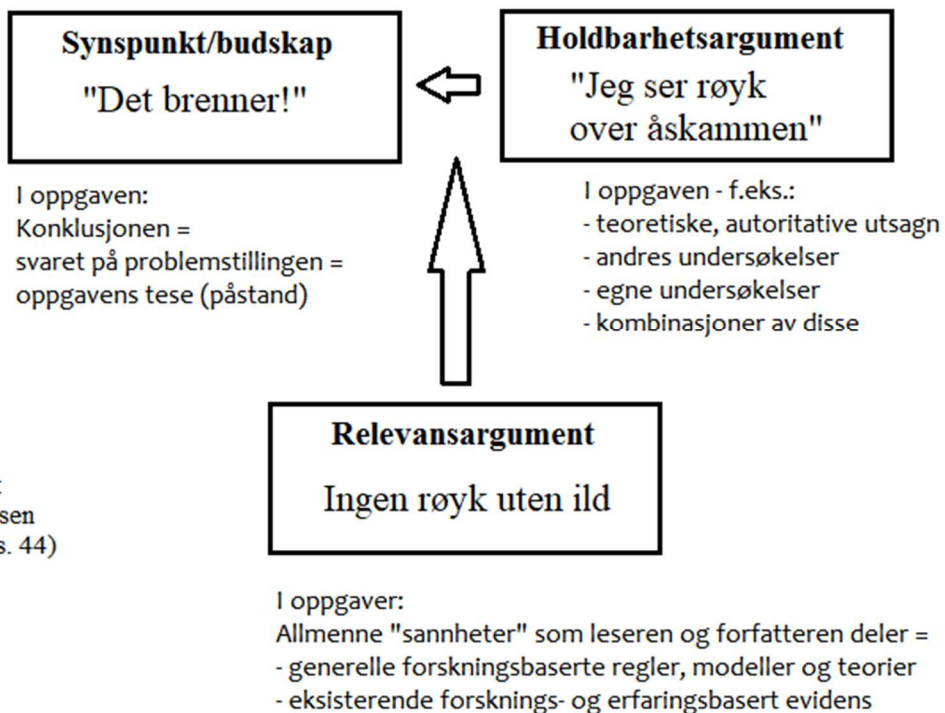 Synspunkt/budskap
"Det brenner!"
Holdbarhetsargument
"Jeg ser røyk
over åskammen"
I oppgaven:
Konklusjonen =
svaret på problemstillingen =
oppgavens tese (påstand)
I oppgaven - f.eks.:
- teoretiske, autoritative utsagn
- andres undersøkelser
- egne undersøkelser
- kombinasjoner av disse
Relevansargument
Ingen røyk uten ild
sen
s. 44)
I oppgaver:
Allmenne "sannheter" som leseren og forfatteren deler =
- generelle forskningsbaserte regler, modeller og teorier
- eksisterende forsknings- og erfaringsbasert evidens